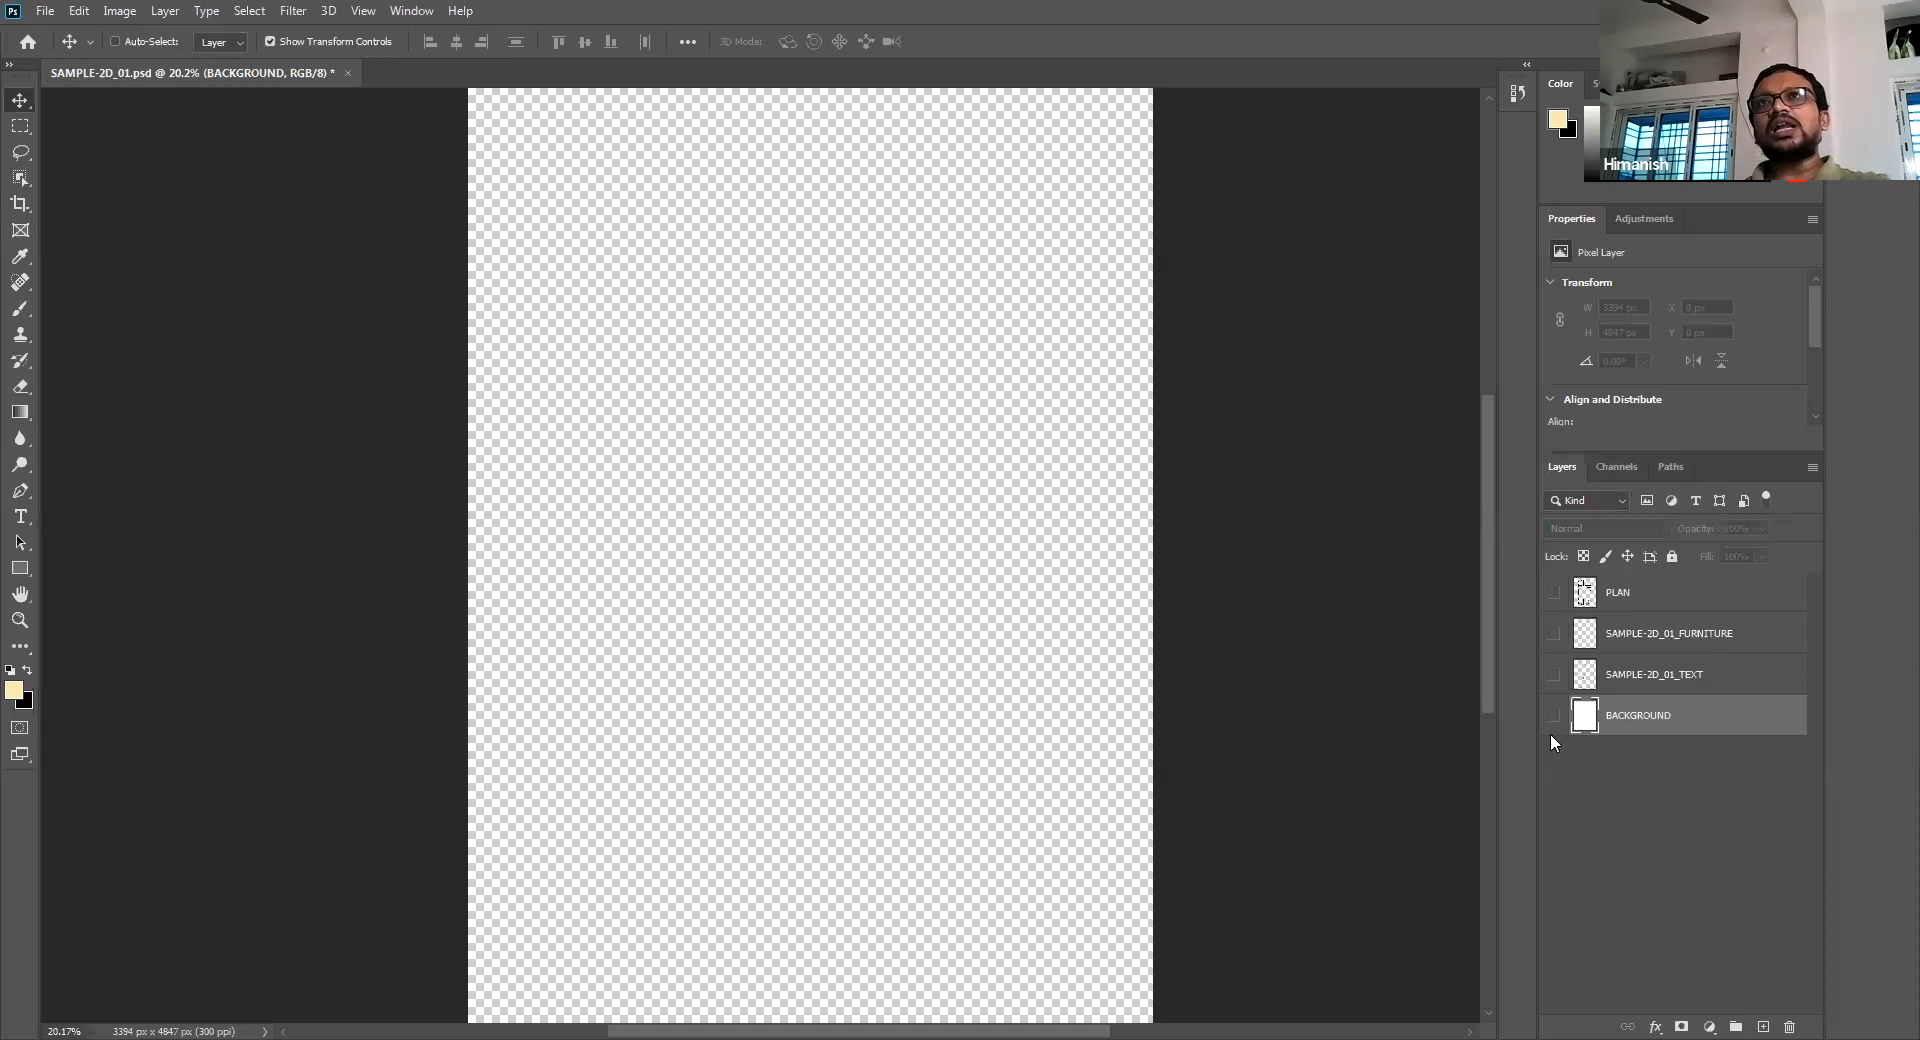 Ps File Edit Image Layer Type Select Filter 3D View Window Help
Auto-Select: Layer Show Transform Controls 3D Mode:
SAMPLE-2D_01.psd @ 20.2% (BACKGROUND, RGB/8) *
Color S
Himanish
Properties Adjustments
Pixel Layer
Transform
W 3394 px X 0 px
H 4847 px Y 0 px
0.00°
Align and Distribute
Align:
Layers Channels Paths
Kind
Normal Opacity: 100%
Lock: Fill: 100%
PLAN
SAMPLE-2D_01_FURNITURE
SAMPLE-2D_01_TEXT
BACKGROUND
20.17% 3394 px x 4847 px (300 ppi)
fx